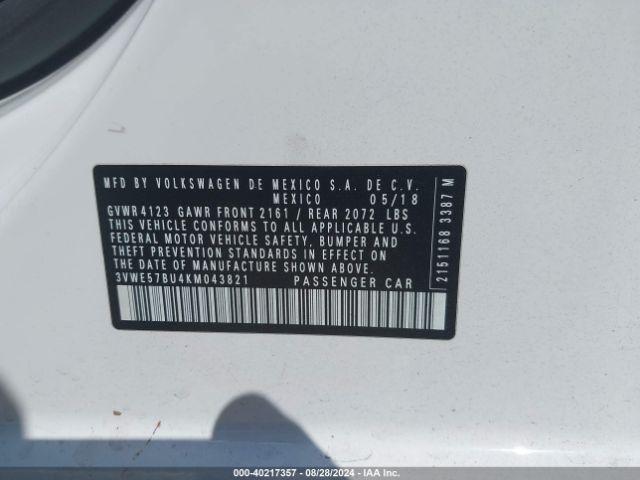 MFD BY VOLKSWAGEN DE MEXICO S.A. DE C.V.
MEXICO 05/18
GVWR 4123 GAWR FRONT 2161 / REAR 2072 LBS
THIS VEHICLE CONFORMS TO ALL APPLICABLE U.S.
FEDERAL MOTOR VEHICLE SAFETY, BUMPER AND
THEFT PREVENTION STANDARDS IN EFFECT ON
THE DATE OF MANUFACTURE SHOWN ABOVE.
3VWE57BU4KM043821 PASSENGER CAR
2151168 3387 M
000-40217357 - 08/28/2024 - IAA Inc.